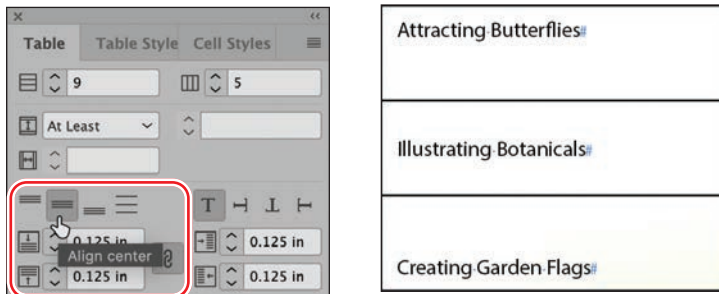 Table Table Style Cell Styles
9 5
At Least
Align center
0.125 in 0.125 in
0.125 in 0.125 in
Attracting Butterflies#
Illustrating Botanicals#
Creating Garden Flags#